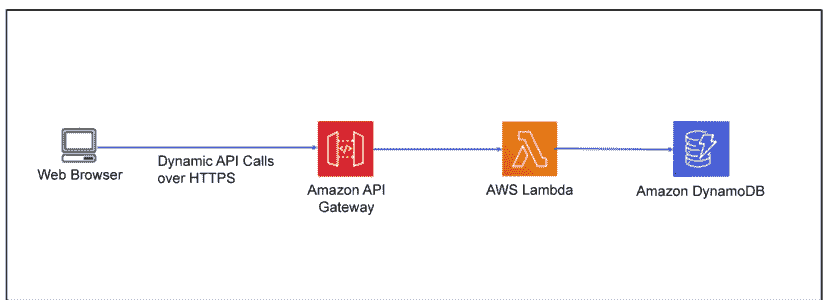 Web Browser
Dynamic API Calls
over HTTPS
Amazon API
Gateway
AWS Lambda
Amazon DynamoDB